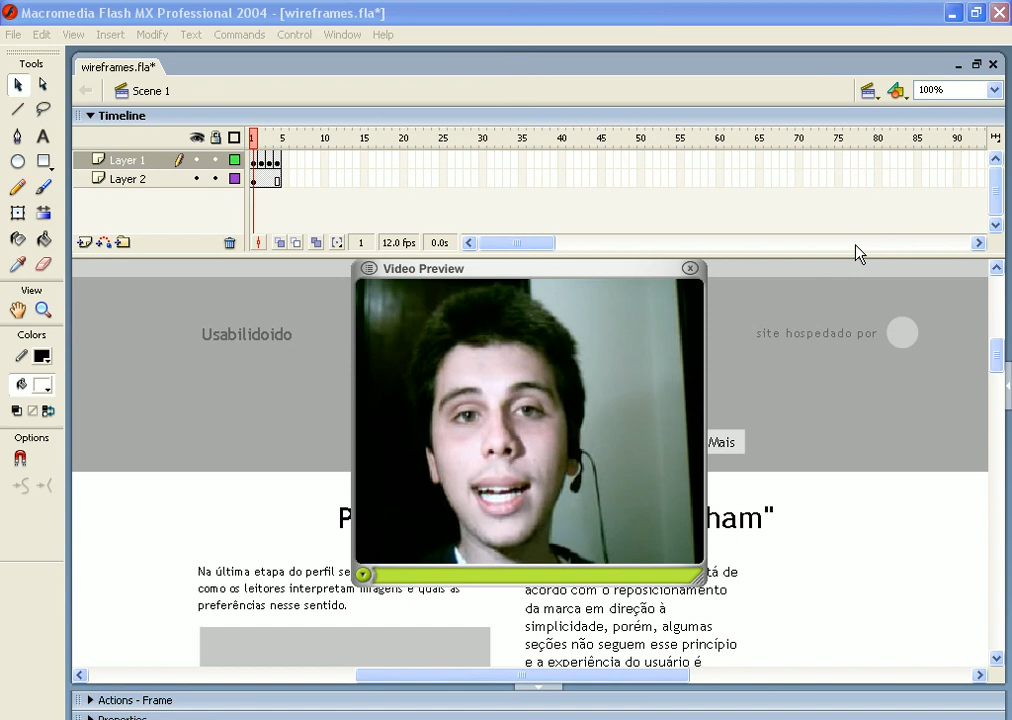 Macromedia Flash MX Professional 2004 - [wireframes.fla*]
File Edit View Insert Modify Text Commands Control Window Help
Tools
wireframes.fla*
Scene 1
100%
Timeline
1 5 10 15 20 25 30 35 40 45 50 55 60 65 70 75 80 85 90
Layer 1
Layer 2
1 12.0 fps 0.0s
View
Colors
Options
Video Preview
Usabilidoido
site hospedado por
Mais
ham"
Na última etapa do perfil se
como os leitores interpretam imagens e quais as
preferências nesse sentido.
tá de
acordo com o reposicionamento
da marca em direção à
simplicidade, porém, algumas
seções não seguem esse princípio
e a experiência do usuário é
Actions - Frame
Properties